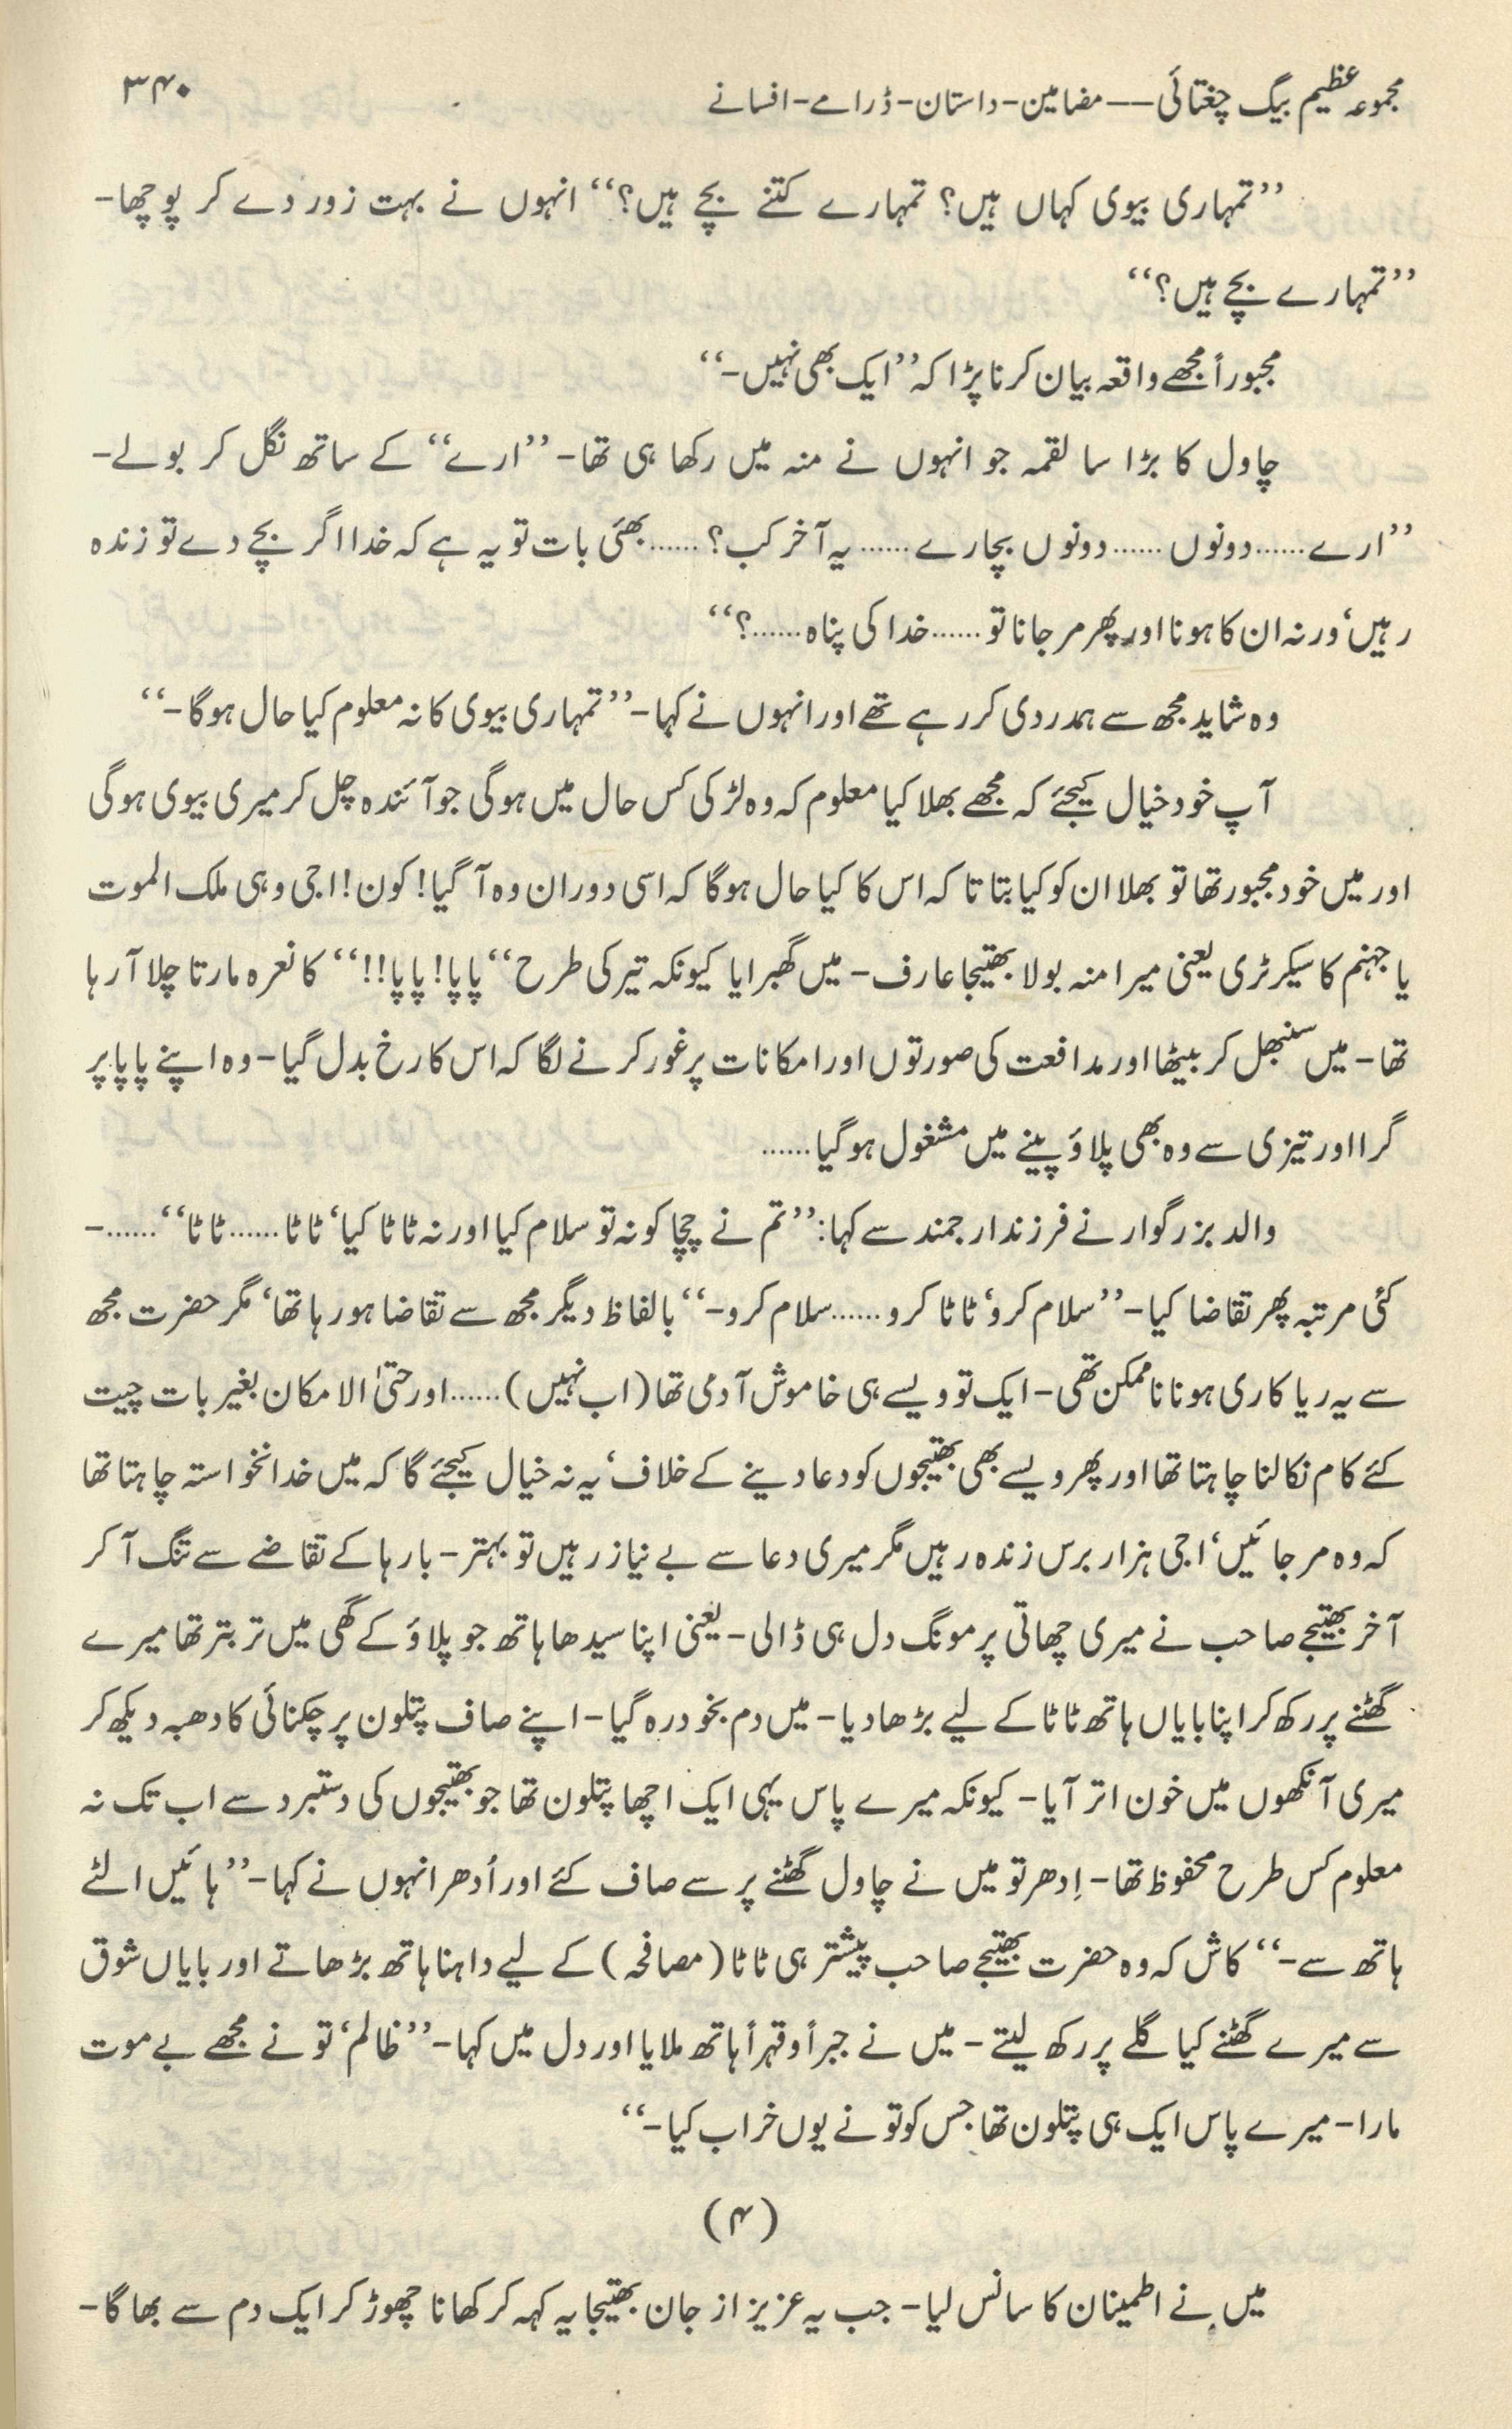 مجموعہ عظیم بیگ چغتائی —— مضامین - داستان - ڈرامے - افسانے ۳۴۰
’’تمہاری بیوی کہاں ہیں؟ تمہارے کتنے بچے ہیں؟‘‘ انہوں نے بہت زور دے کر پوچھا-
’’تمہارے بچے ہیں؟‘‘
مجبوراً مجھے واقعہ بیان کرنا پڑا کہ ’’ایک بھی نہیں-‘‘
چاول کا بڑا سا لقمہ جو انہوں نے منہ میں رکھا ہی تھا- ’’ارے‘‘ کے ساتھ نگل کر بولے-
’’ارے......دونوں......دونوں بچارے......یہ آخر کب؟......بھئی بات تو یہ ہے کہ خدا اگر بچے دے تو زندہ
رہیں‘ ورنہ ان کا ہونا اور پھر مر جانا تو......خدا کی پناہ......؟‘‘
وہ شاید مجھ سے ہمدردی کر رہے تھے اور انہوں نے کہا- ’’تمہاری بیوی کا نہ معلوم کیا حال ہو گا-‘‘
آپ خود خیال کیجئے کہ مجھے بھلا کیا معلوم کہ وہ لڑکی کس حال میں ہو گی جو آئندہ چل کر میری بیوی ہو گی
اور میں خود مجبور تھا تو بھلا ان کو کیا بتاتا کہ اس کا کیا حال ہو گا کہ اسی دوران وہ آ گیا! کون! اجی وہی ملک الموت
یا جہنم کا سیکرٹری یعنی میرا منہ بولا بھتیجا عارف- میں گھبرایا کیونکہ تیر کی طرح ‘‘پاپا! پاپا!!‘‘ کا نعرہ مارتا چلا آ رہا
تھا- میں سنبھل کر بیٹھا اور مدافعت کی صورتوں اور امکانات پر غور کرنے لگا کہ اس کا رخ بدل گیا- وہ اپنے پاپا پر
گرا اور تیزی سے وہ بھی پلاؤ پینے میں مشغول ہو گیا......
والد بزرگوار نے فرزند ارجمند سے کہا: ’’تم نے چچا کو نہ تو سلام کیا اور نہ ٹاٹا کیا‘ ٹاٹا......ٹاٹا‘‘......-
کئی مرتبہ پھر تقاضا کیا- ’’سلام کرو‘ ٹاٹا کرو......سلام کرو-‘‘ بالفاظ دیگر مجھ سے تقاضا ہو رہا تھا‘ مگر حضرت مجھ
سے یہ ریاکاری ہونا ناممکن تھی- ایک تو ویسے ہی خاموش آدمی تھا (اب نہیں)......اور حتیٰ الامکان بغیر بات چیت
کئے کام نکالنا چاہتا تھا اور پھر ویسے بھی بھتیجوں کو دعا دینے کے خلاف‘ یہ نہ خیال کیجئے گا کہ میں خدانخواستہ چاہتا تھا
کہ وہ مر جائیں‘ اجی ہزار برس زندہ رہیں مگر میری دعا سے بے نیاز رہیں تو بہتر- بارہا کے تقاضے سے تنگ آ کر
آخر بھتیجے صاحب نے میری چھاتی پر مونگ دل ہی ڈالی- یعنی اپنا سیدھا ہاتھ جو پلاؤ کے گھی میں تر بتر تھا میرے
گھٹنے پر رکھ کر اپنا بایاں ہاتھ ٹاٹا کے لیے بڑھا دیا- میں دم بخود رہ گیا- اپنے صاف پتلون پر چکنائی کا دھبہ دیکھ کر
میری آنکھوں میں خون اتر آیا- کیونکہ میرے پاس یہی ایک اچھا پتلون تھا جو بھتیجوں کی دستبرد سے اب تک نہ
معلوم کس طرح محفوظ تھا- اِدھر تو میں نے چاول گھٹنے پر سے صاف کئے اور اُدھر انہوں نے کہا- ’’ہائیں الٹے
ہاتھ سے-‘‘ کاش کہ وہ حضرت بھتیجے صاحب پیشتر ہی ٹاٹا (مصافحہ) کے لیے داہنا ہاتھ بڑھاتے اور بایاں شوق
سے میرے گھٹنے کیا گلے پر رکھ لیتے- میں نے جبراً و قہراً ہاتھ ملایا اور دل میں کہا- ’’ظالم‘ تو نے مجھے بے موت
مارا- میرے پاس ایک ہی پتلون تھا جس کو تو نے یوں خراب کیا-‘‘
(۴)
میں نے اطمینان کا سانس لیا- جب یہ عزیز از جان بھتیجا یہ کہہ کر کھانا چھوڑ کر ایک دم سے بھاگا-